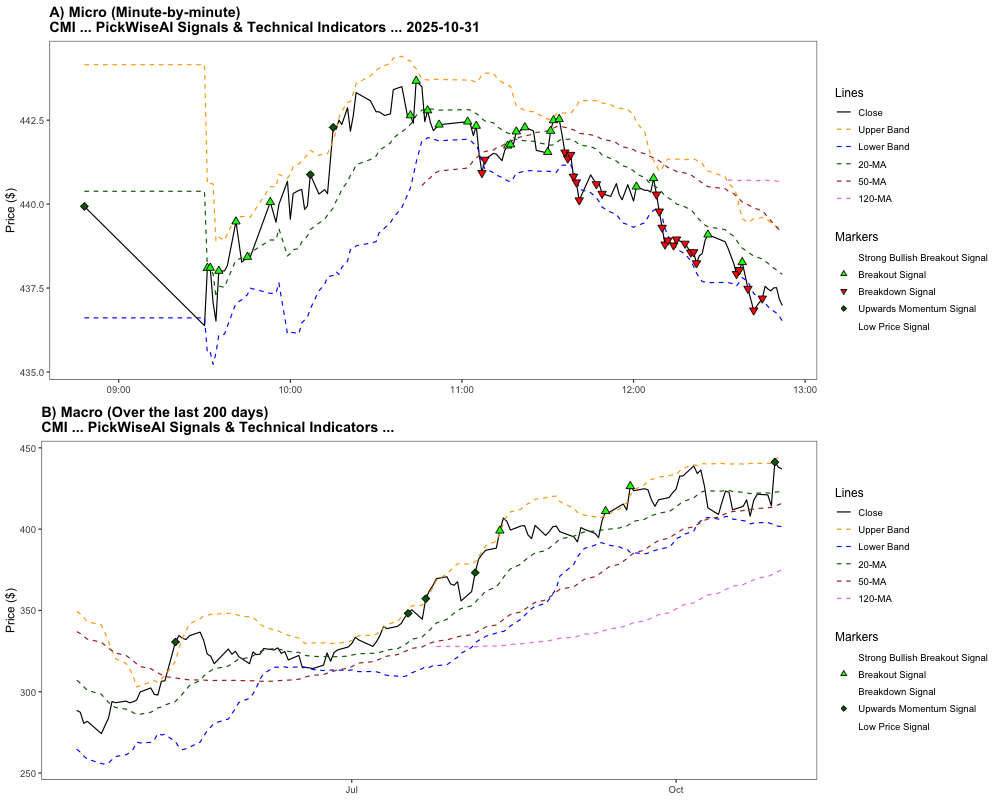 A) Micro (Minute-by-minute)
CMI ... PickWiseAI Signals & Technical Indicators ... 2025-10-31
Price ($)
442.5
440.0
437.5
435.0
09:00
10:00
11:00
12:00
13:00
Lines
Close
Upper Band
Lower Band
20-MA
50-MA
120-MA
Markers
Strong Bullish Breakout Signal
Breakout Signal
Breakdown Signal
Upwards Momentum Signal
Low Price Signal
B) Macro (Over the last 200 days)
CMI ... PickWiseAI Signals & Technical Indicators ...
Price ($)
450
400
350
300
250
Jul
Oct
Lines
Close
Upper Band
Lower Band
20-MA
50-MA
120-MA
Markers
Strong Bullish Breakout Signal
Breakout Signal
Breakdown Signal
Upwards Momentum Signal
Low Price Signal